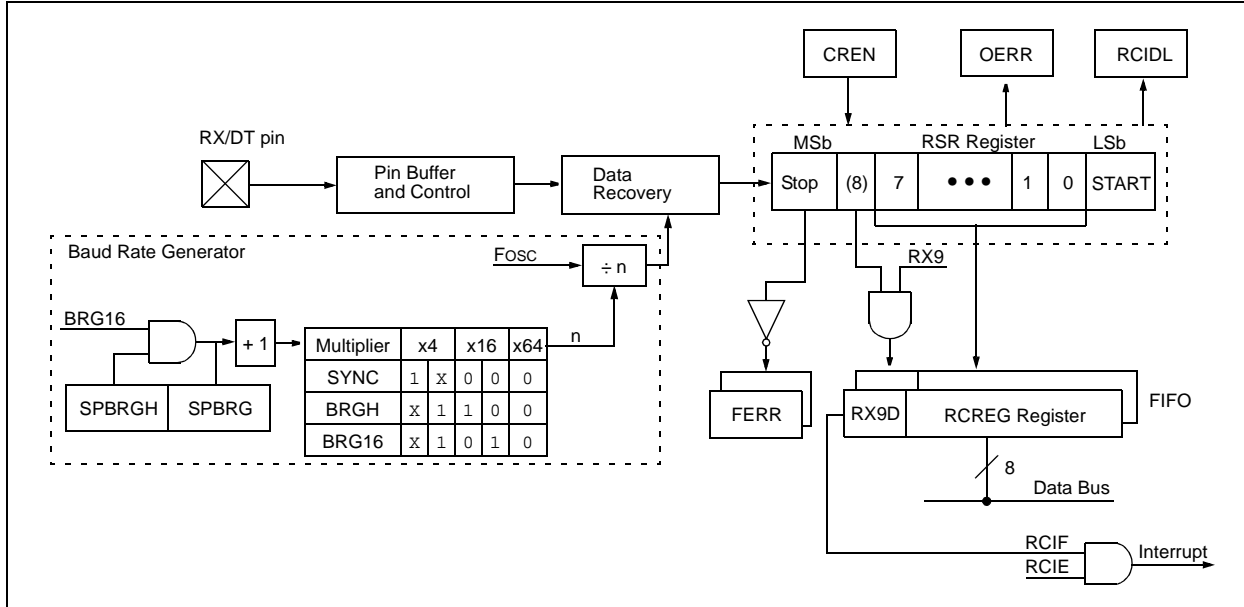 CREN
OERR
RCIDL
RX/DT pin
MSb
RSR Register
LSb
Pin Buffer
and Control
Data
Recovery
Stop (8) 7 ••• 1 0 START
Baud Rate Generator
FOSC
÷ n
RX9
BRG16
+ 1
n
Multiplier x4 x16 x64
SYNC 1 X 0 0 0
BRGH X 1 1 0 0
BRG16 X 1 0 1 0
SPBRGH SPBRG
FERR
RX9D
RCREG Register
FIFO
8
Data Bus
RCIF
RCIE
Interrupt